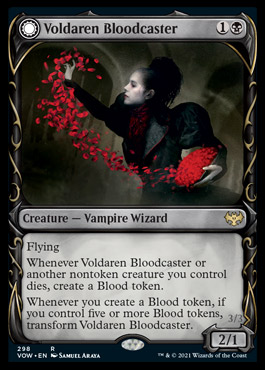 Voldaren Bloodcaster 1
Creature — Vampire Wizard
Flying
Whenever Voldaren Bloodcaster or
another nontoken creature you control
dies, create a Blood token.
Whenever you create a Blood token, if
you control five or more Blood tokens,
transform Voldaren Bloodcaster.
3/3
2/1
298 R
VOW • EN SAMUEL ARAYA
™ & © 2021 Wizards of the Coast